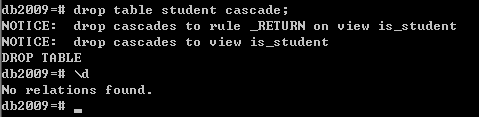 db2009=# drop table student cascade;
NOTICE:  drop cascades to rule _RETURN on view is_student
NOTICE:  drop cascades to view is_student
DROP TABLE
db2009=# \d
No relations found.
db2009=# _